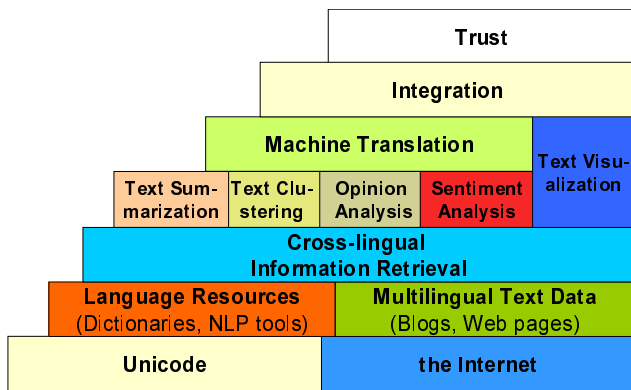 Trust
Integration
Machine Translation
Text Visu-
alization
Text Sum-
marization
Text Clu-
stering
Opinion
Analysis
Sentiment
Analysis
Cross-lingual
Information Retrieval
Language Resources
(Dictionaries, NLP tools)
Multilingual Text Data
(Blogs, Web pages)
Unicode
the Internet